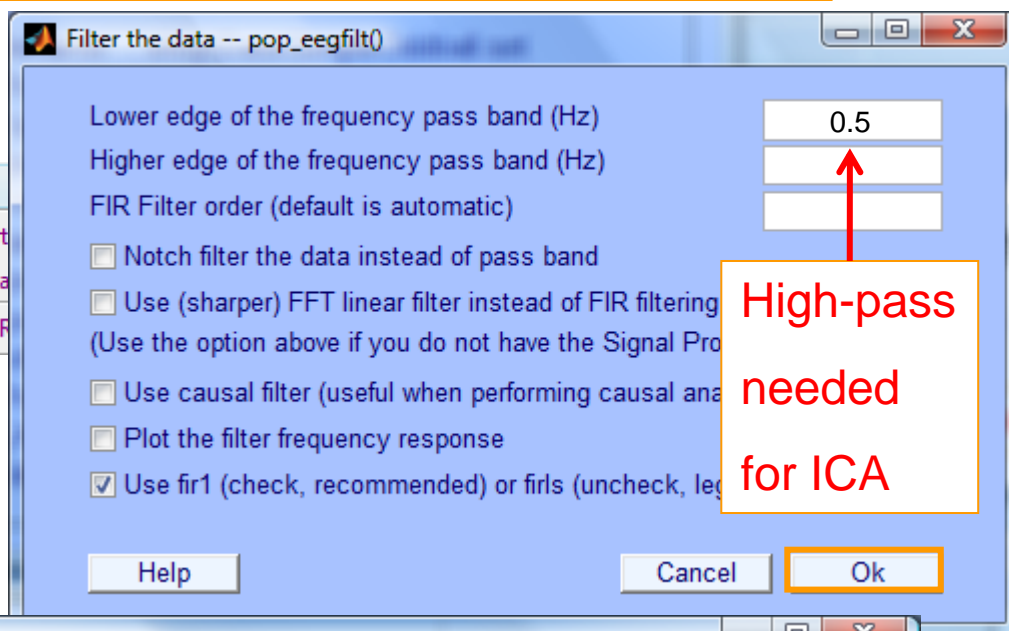 Filter the data -- pop_eegfilt()
Lower edge of the frequency pass band (Hz)
0.5
Higher edge of the frequency pass band (Hz)
FIR Filter order (default is automatic)
Notch filter the data instead of pass band
Use (sharper) FFT linear filter instead of FIR filtering
(Use the option above if you do not have the Signal Pro
Use causal filter (useful when performing causal ana
Plot the filter frequency response
Use fir1 (check, recommended) or firls (uncheck, leg
High-pass
needed
for ICA
Help
Cancel
Ok